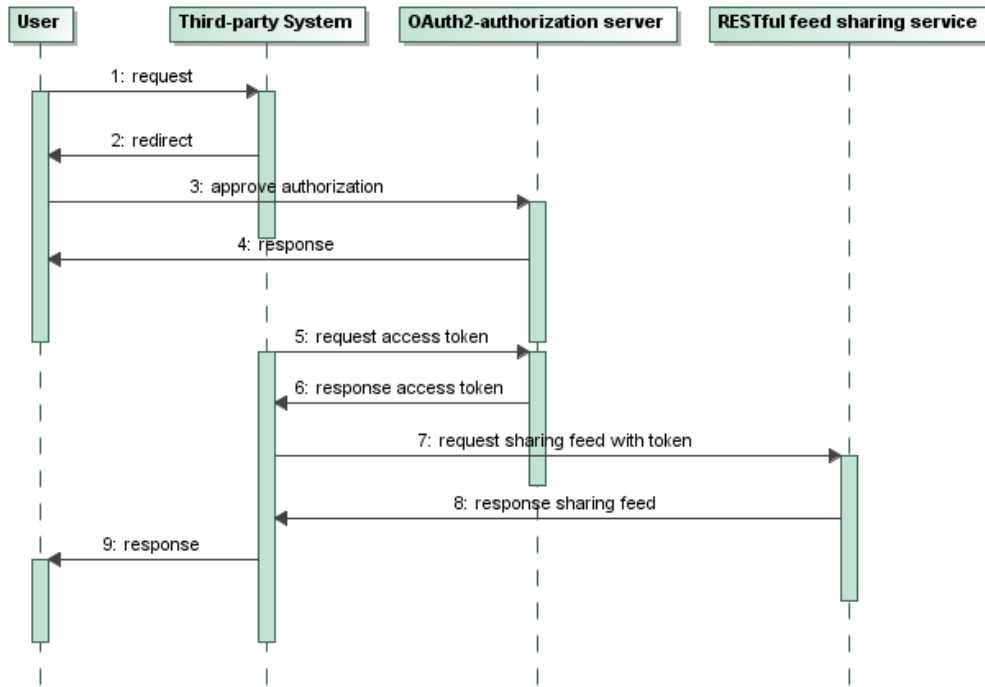 User
Third-party System
OAuth2-authorization server
RESTful feed sharing service
1: request
2: redirect
3: approve authorization
4: response
5: request access token
6: response access token
7: request sharing feed with token
8: response sharing feed
9: response